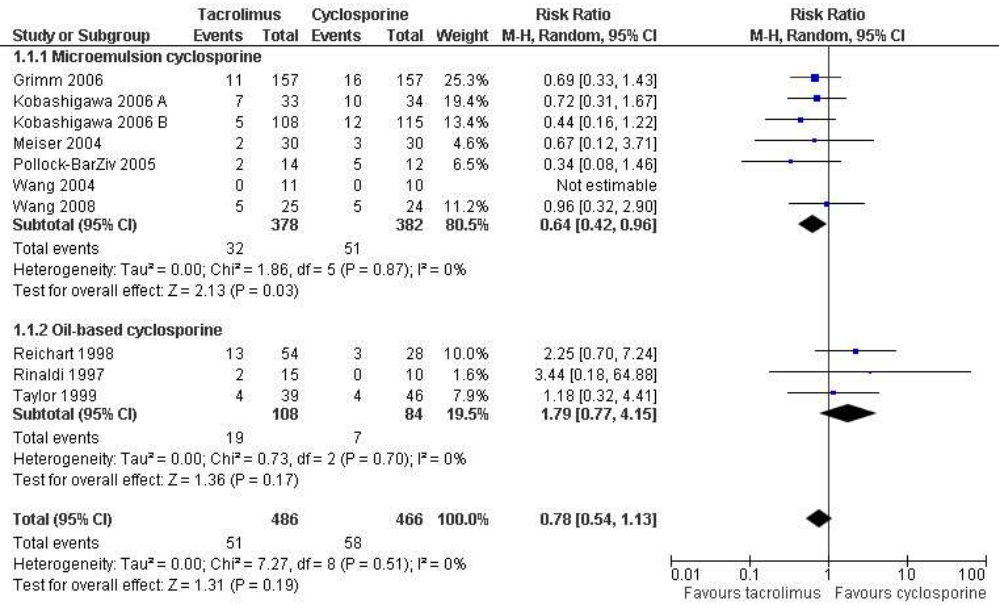 Tacrolimus Cyclosporine Risk Ratio Risk Ratio
Study or Subgroup Events Total Events Total Weight M-H, Random, 95% CI M-H, Random, 95% CI
1.1.1 Microemulsion cyclosporine
Grimm 2006 11 157 16 157 25.3% 0.69 [0.33, 1.43]
Kobashigawa 2006 A 7 33 10 34 19.4% 0.72 [0.31, 1.67]
Kobashigawa 2006 B 5 108 12 115 13.4% 0.44 [0.16, 1.22]
Meiser 2004 2 30 3 30 4.6% 0.67 [0.12, 3.71]
Pollock-BarZiv 2005 2 14 5 12 6.5% 0.34 [0.08, 1.46]
Wang 2004 0 11 0 10 Not estimable
Wang 2008 5 25 5 24 11.2% 0.96 [0.32, 2.90]
Subtotal (95% CI) 378 382 80.5% 0.64 [0.42, 0.96]
Total events 32 51
Heterogeneity: Tau² = 0.00; Chi² = 1.86, df = 5 (P = 0.87); I² = 0%
Test for overall effect: Z = 2.13 (P = 0.03)
1.1.2 Oil-based cyclosporine
Reichart 1998 13 54 3 28 10.0% 2.25 [0.70, 7.24]
Rinaldi 1997 2 15 0 10 1.6% 3.44 [0.18, 64.88]
Taylor 1999 4 39 4 46 7.9% 1.18 [0.32, 4.41]
Subtotal (95% CI) 108 84 19.5% 1.79 [0.77, 4.15]
Total events 19 7
Heterogeneity: Tau² = 0.00; Chi² = 0.73, df = 2 (P = 0.70); I² = 0%
Test for overall effect: Z = 1.36 (P = 0.17)
Total (95% CI) 486 466 100.0% 0.78 [0.54, 1.13]
Total events 51 58
Heterogeneity: Tau² = 0.00; Chi² = 7.27, df = 8 (P = 0.51); I² = 0%
Test for overall effect: Z = 1.31 (P = 0.19)
0.01 0.1 1 10 100
Favours tacrolimus Favours cyclosporine